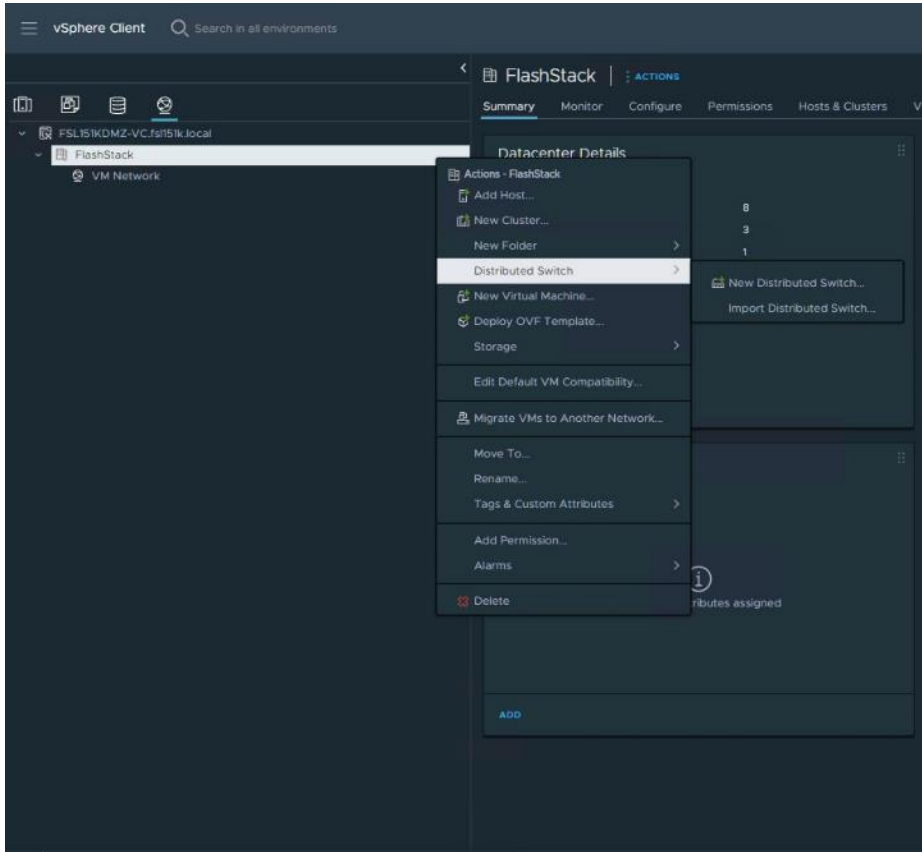 vSphere Client
Search in all environments
FSL151KDMZ-VC.fsl151k.local
FlashStack
VM Network
FlashStack
ACTIONS
Summary Monitor Configure Permissions Hosts & Clusters V
Datacenter Details
8
3
1
Actions - FlashStack
Add Host...
New Cluster...
New Folder
Distributed Switch
New Distributed Switch...
Import Distributed Switch...
New Virtual Machine...
Deploy OVF Template...
Storage
Edit Default VM Compatibility...
Migrate VMs to Another Network...
Move To...
Rename...
Tags & Custom Attributes
Add Permission...
Alarms
Delete
ributes assigned
ADD